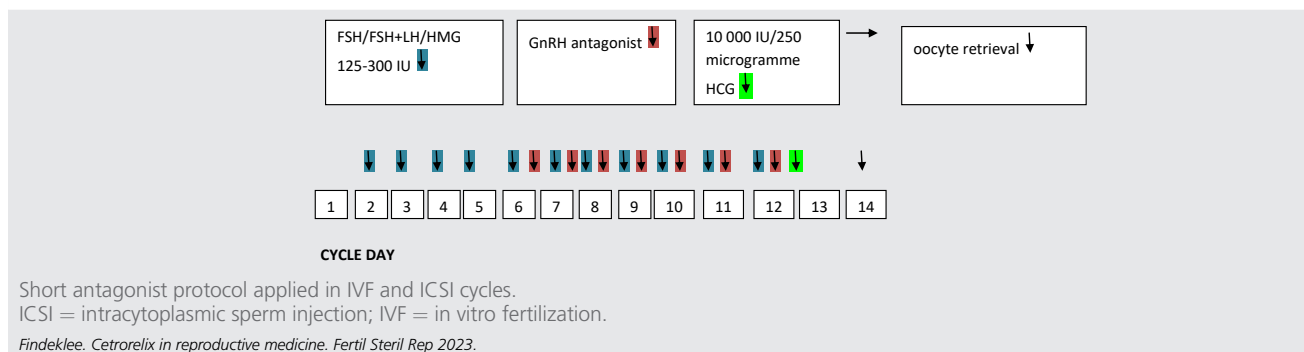 FSH/FSH+LH/HMG
125-300 IU
GnRH antagonist
10 000 IU/250
microgramme
HCG
oocyte retrieval
1 2 3 4 5 6 7 8 9 10 11 12 13 14
CYCLE DAY
Short antagonist protocol applied in IVF and ICSI cycles.
ICSI = intracytoplasmic sperm injection; IVF = in vitro fertilization.
Findeklee. Cetrorelix in reproductive medicine. Fertil Steril Rep 2023.